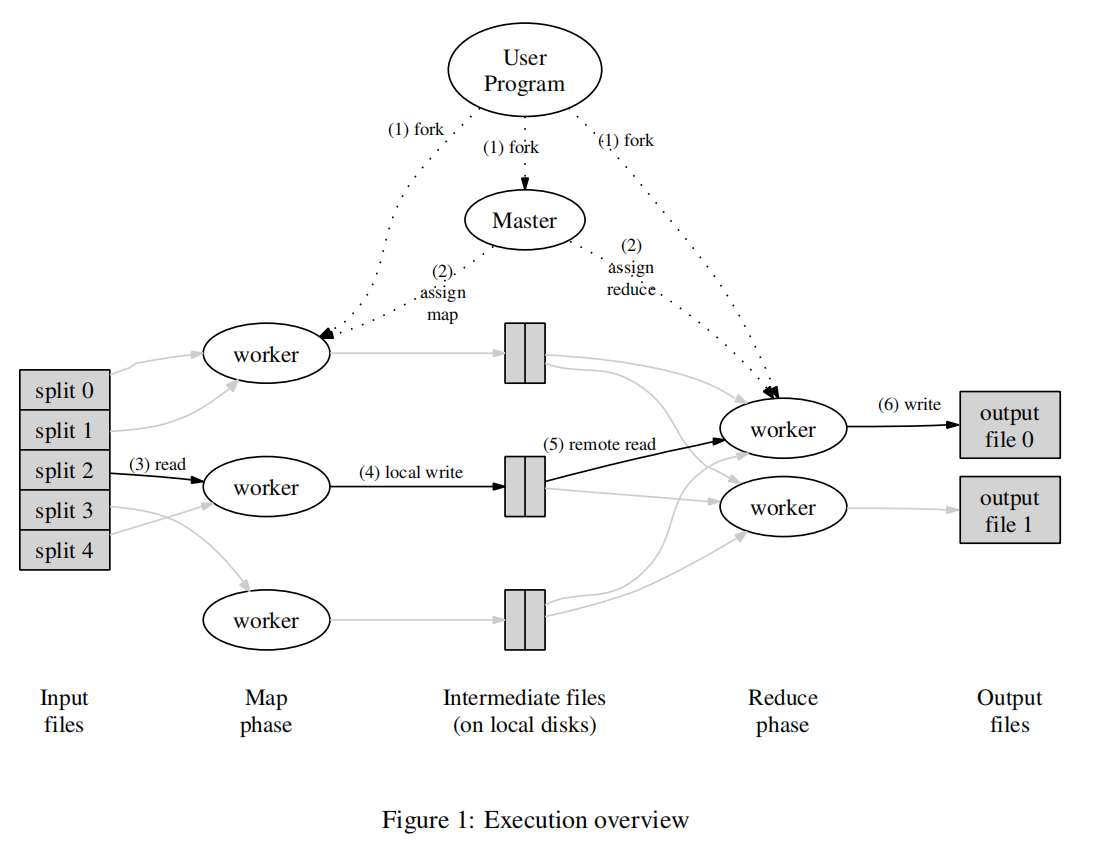 User
Program
(1) fork
(1) fork
(1) fork
Master
(2)
assign
map
(2)
assign
reduce
worker
split 0
split 1
split 2
split 3
split 4
(3) read
worker
(4) local write
(5) remote read
worker
(6) write
output
file 0
worker
output
file 1
worker
Input
files
Map
phase
Intermediate files
(on local disks)
Reduce
phase
Output
files
Figure 1: Execution overview